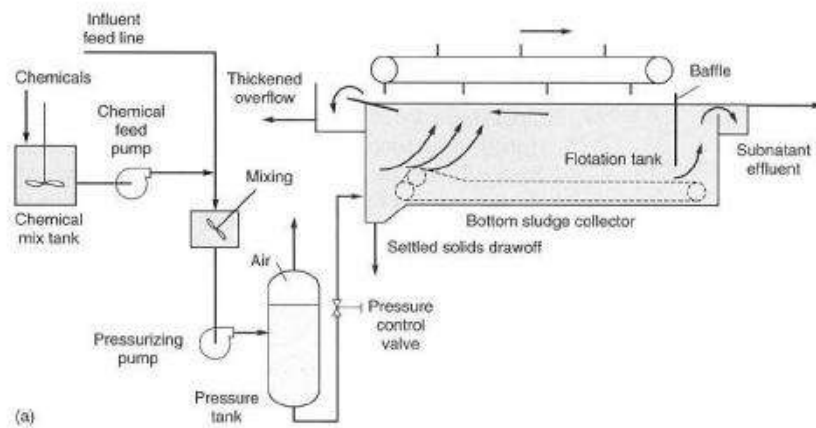 Influent
feed line
Chemicals
Chemical
feed
pump
Chemical
mix tank
Mixing
Air
Pressurizing
pump
Pressure
tank
(a)
Thickened
overflow
Baffle
Flotation tank
Subnatant
effluent
Bottom sludge collector
Settled solids drawoff
Pressure
control
valve